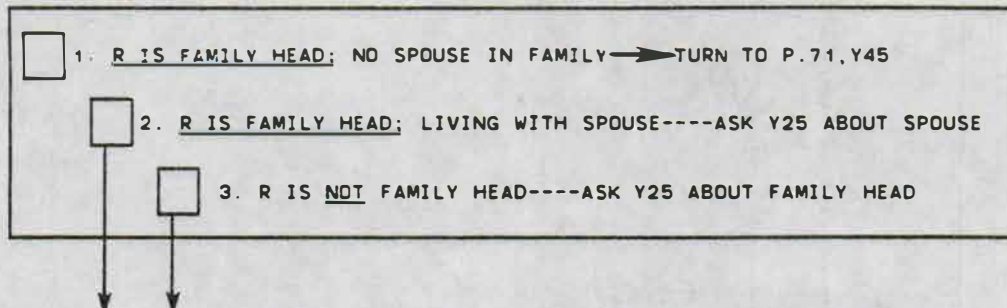 1. R IS FAMILY HEAD; NO SPOUSE IN FAMILY TURN TO P.71, Y45
2. R IS FAMILY HEAD; LIVING WITH SPOUSE----ASK Y25 ABOUT SPOUSE
3. R IS NOT FAMILY HEAD----ASK Y25 ABOUT FAMILY HEAD